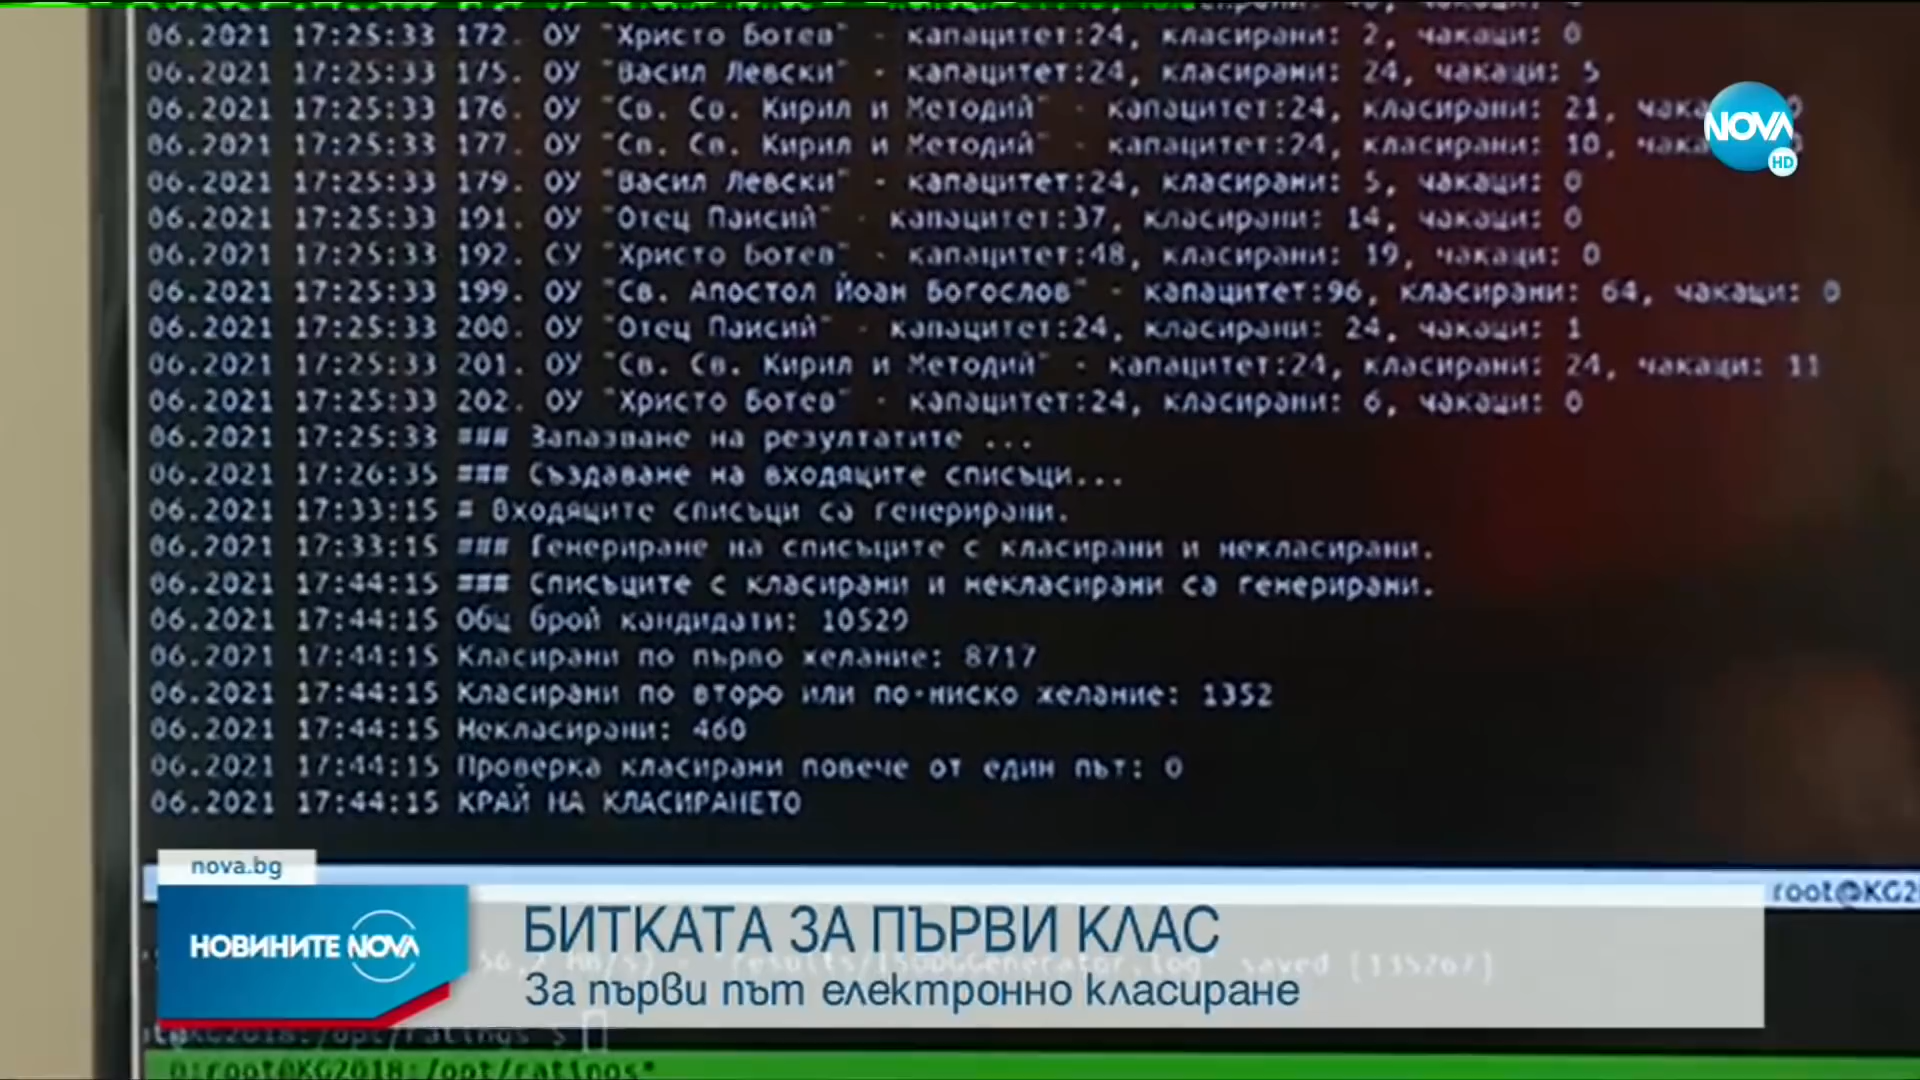 06.2021 17:25:33 172. ОУ "Христо Ботев" - капацитет:24, класирани: 2, чакащи: 0
06.2021 17:25:33 175. ОУ "Васил Левски" - капацитет:24, класирани: 24, чакащи: 5
06.2021 17:25:33 176. ОУ "Св. Св. Кирил и Методий" - капацитет:24, класирани: 21, 0
06.2021 17:25:33 177. ОУ "Св. Св. Кирил и Методий" - капацитет:24, класирани: 10,
06.2021 17:25:33 179. ОУ "Васил Левски" - капацитет:24, класирани: 5, чакащи: 0
06.2021 17:25:33 191. ОУ "Отец Паисий" - капацитет:37, класирани: 14, чакащи: 0
06.2021 17:25:33 192. СУ "Христо Ботев" - капацитет:48, класирани: 19, чакащи: 0
06.2021 17:25:33 199. ОУ "Св. Апостол Йоан Богослов" - капацитет:96, класирани: 64, чакащи: 0
06.2021 17:25:33 200. ОУ "Отец Паисий" - капацитет:24, класирани: 24, чакащи: 1
06.2021 17:25:33 201. ОУ "Св. Св. Кирил и Методий" - капацитет:24, класирани: 24, чакащи: 11
06.2021 17:25:33 202. ОУ "Христо Ботев" - капацитет:24, класирани: 6, чакащи: 0
06.2021 17:25:33 ### Запазване на резултатите ...
06.2021 17:26:35 ### Създаване на входящите списъци...
06.2021 17:33:15 # Входящите списъци са генерирани.
06.2021 17:33:15 ### Генериране на списъците с класирани и некласирани.
06.2021 17:44:15 ### Списъците с класирани и некласирани са генерирани.
06.2021 17:44:15 Общ брой кандидати: 10529
06.2021 17:44:15 Класирани по първо желание: 8717
06.2021 17:44:15 Класирани по второ или по-ниско желание: 1352
06.2021 17:44:15 Некласирани: 460
06.2021 17:44:15 Проверка класирани повече от един път: 0
06.2021 17:44:15 КРАЙ НА КЛАСИРАНЕТО
NOVA HD
nova.bg
root@KG2
НОВИНИТЕ NOVA
БИТКАТА ЗА ПЪРВИ КЛАС
saved [135267]
За първи път електронно класиране
0:root@KG2018:/opt/ratings*